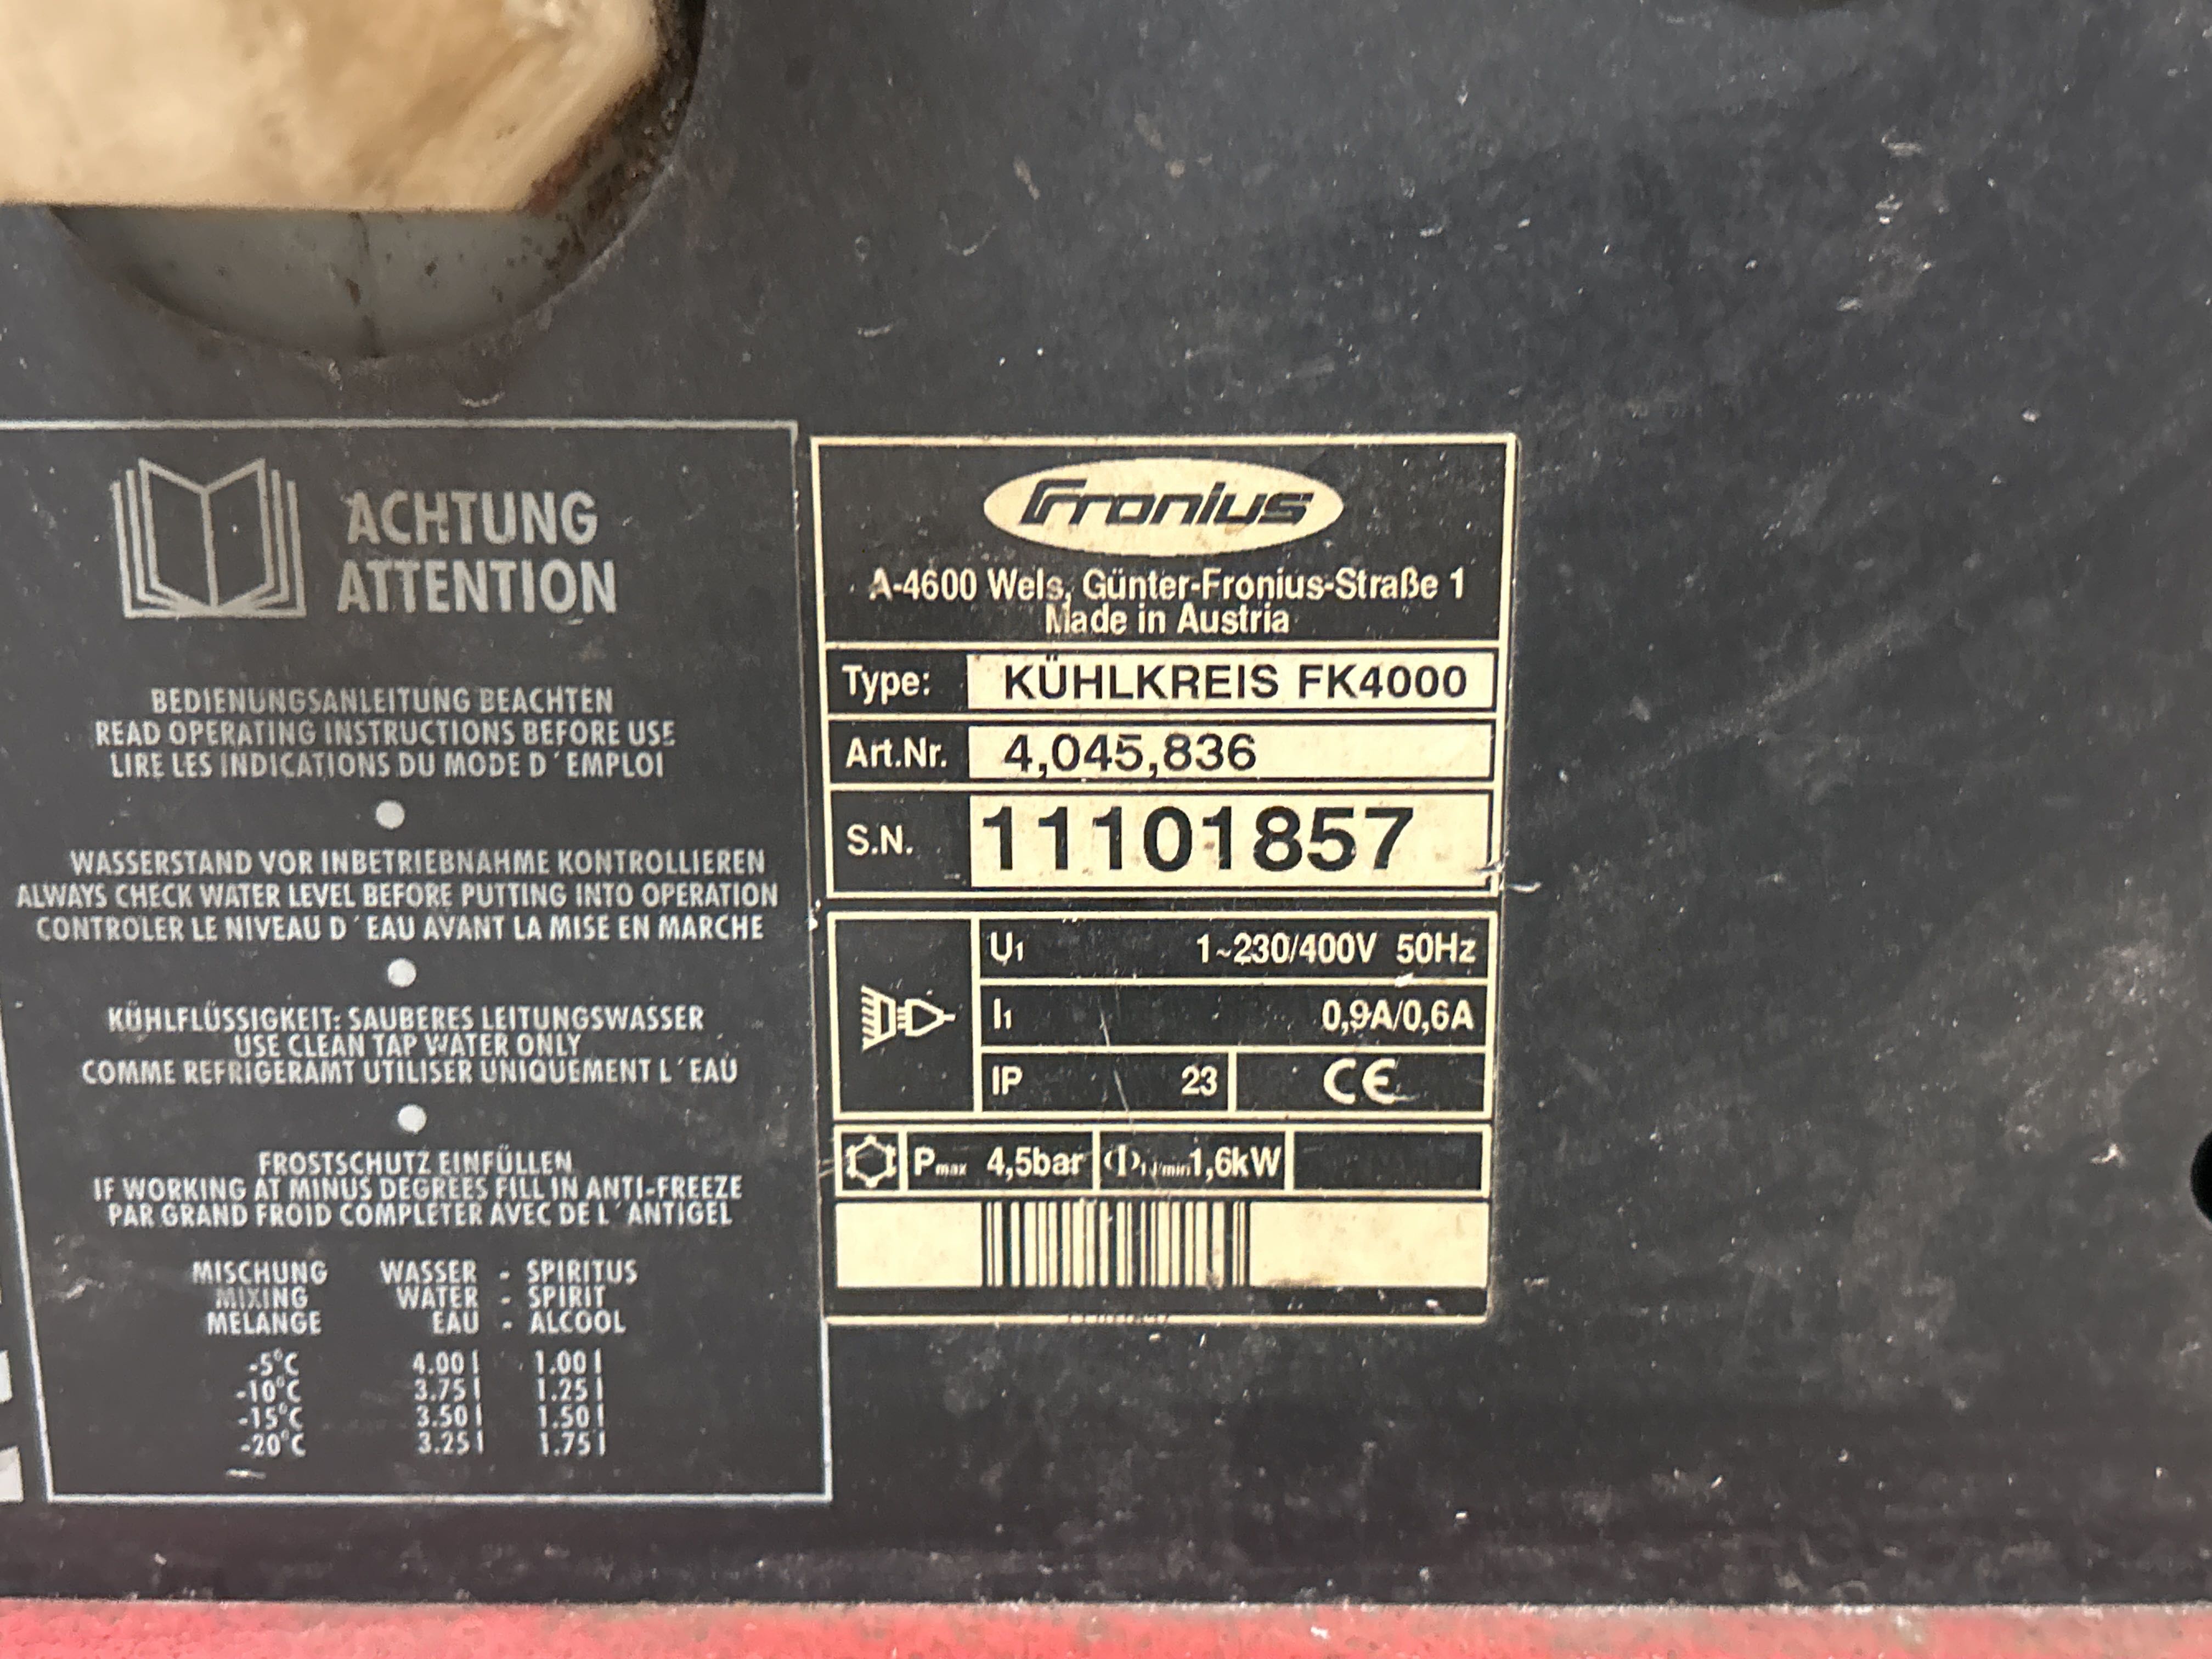 ACHTUNG
ATTENTION
BEDIENUNGSANLEITUNG BEACHTEN
READ OPERATING INSTRUCTIONS BEFORE USE
LIRE LES INDICATIONS DU MODE D´EMPLOI
WASSERSTAND VOR INBETRIEBNAHME KONTROLLIEREN
ALWAYS CHECK WATER LEVEL BEFORE PUTTING INTO OPERATION
CONTROLER LE NIVEAU D´EAU AVANT LA MISE EN MARCHE
KÜHLFLÜSSIGKEIT: SAUBERES LEITUNGSWASSER
USE CLEAN TAP WATER ONLY
COMME REFRIGERAMT UTILISER UNIQUEMENT L´EAU
FROSTSCHUTZ EINFÜLLEN
IF WORKING AT MINUS DEGREES FILL IN ANTI-FREEZE
PAR GRAND FROID COMPLETER AVEC DE L´ANTIGEL
MISCHUNG WASSER - SPIRITUS
MIXING WATER - SPIRIT
MELANGE EAU - ALCOOL
-5°C 4.00 l 1.00 l
-10°C 3.75 l 1.25 l
-15°C 3.50 l 1.50 l
-20°C 3.25 l 1.75 l
Fronius
A-4600 Wels, Günter-Fronius-Straße 1
Made in Austria
Type: KÜHLKREIS FK4000
Art.Nr. 4,045,836
S.N. 11101857
U1 1~230/400V 50Hz
I1 0,9A/0,6A
IP 23 CE
Pmax 4,5bar 1 l/min 1,6kW